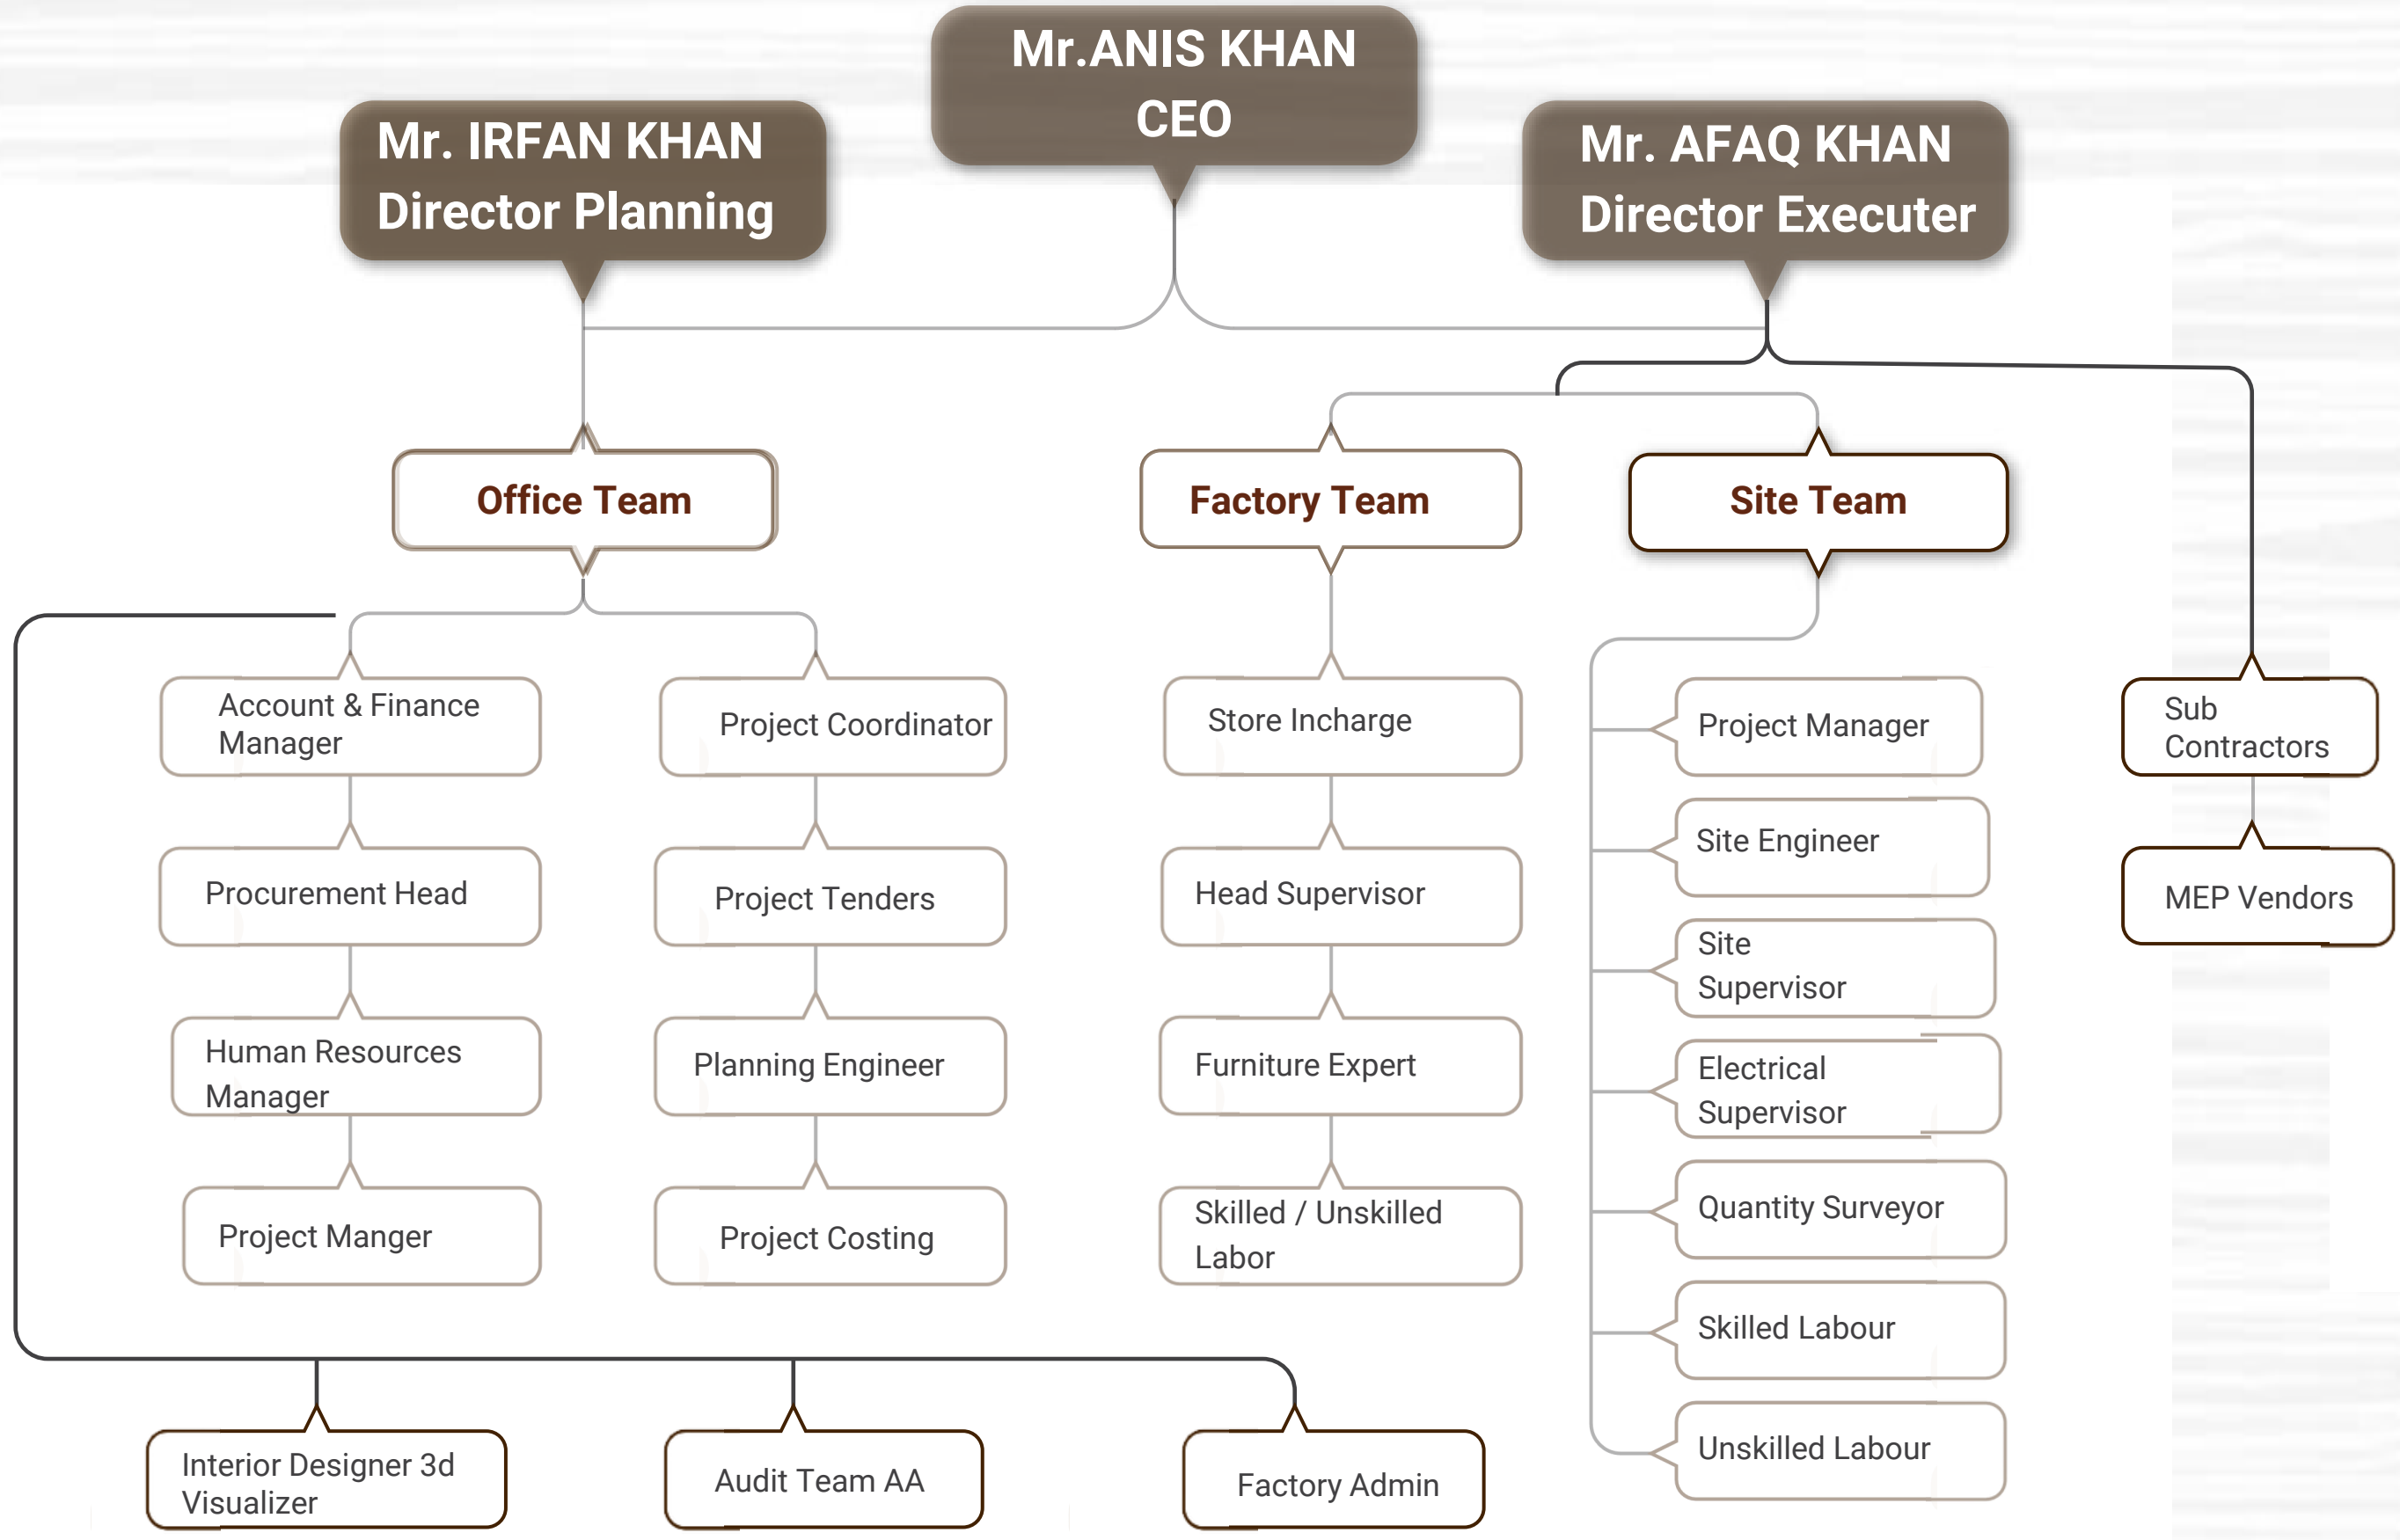 Mr.ANIS KHAN
CEO
Mr. IRFAN KHAN
Director Planning
Mr. AFAQ KHAN
Director Executer
Office Team
Factory Team
Site Team
Account & Finance
Manager
Procurement Head
Human Resources
Manager
Project Manger
Project Coordinator
Project Tenders
Planning Engineer
Project Costing
Store Incharge
Head Supervisor
Furniture Expert
Skilled / Unskilled
Labor
Project Manager
Site Engineer
Site
Supervisor
Electrical
Supervisor
Quantity Surveyor
Skilled Labour
Unskilled Labour
Sub
Contractors
MEP Vendors
Interior Designer 3d
Visualizer
Audit Team AA
Factory Admin